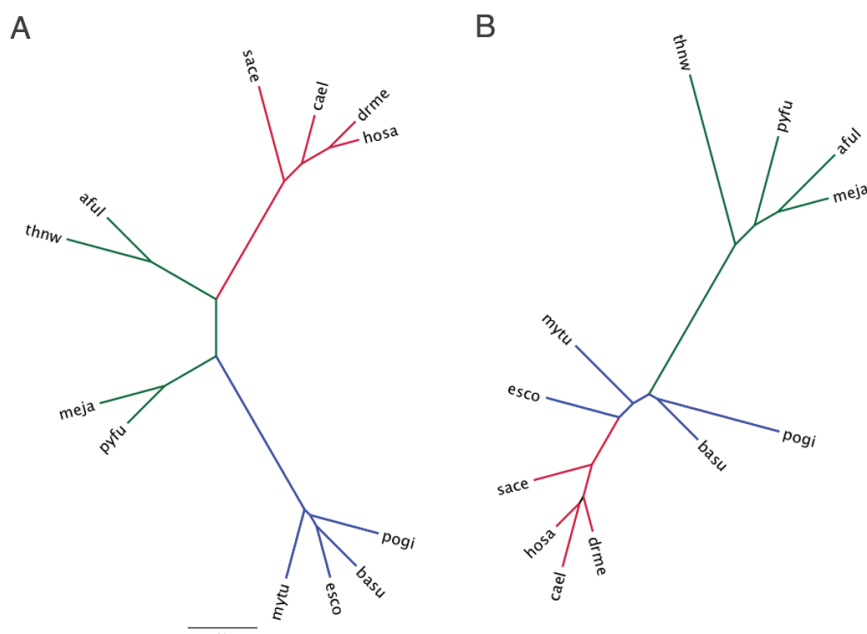 A
sace
cael
drme
hosa
aful
thnw
meja
pyfu
pogi
basu
esco
mytu
B
thnw
pyfu
aful
meja
mytu
esco
pogi
basu
sace
hosa
drme
cael